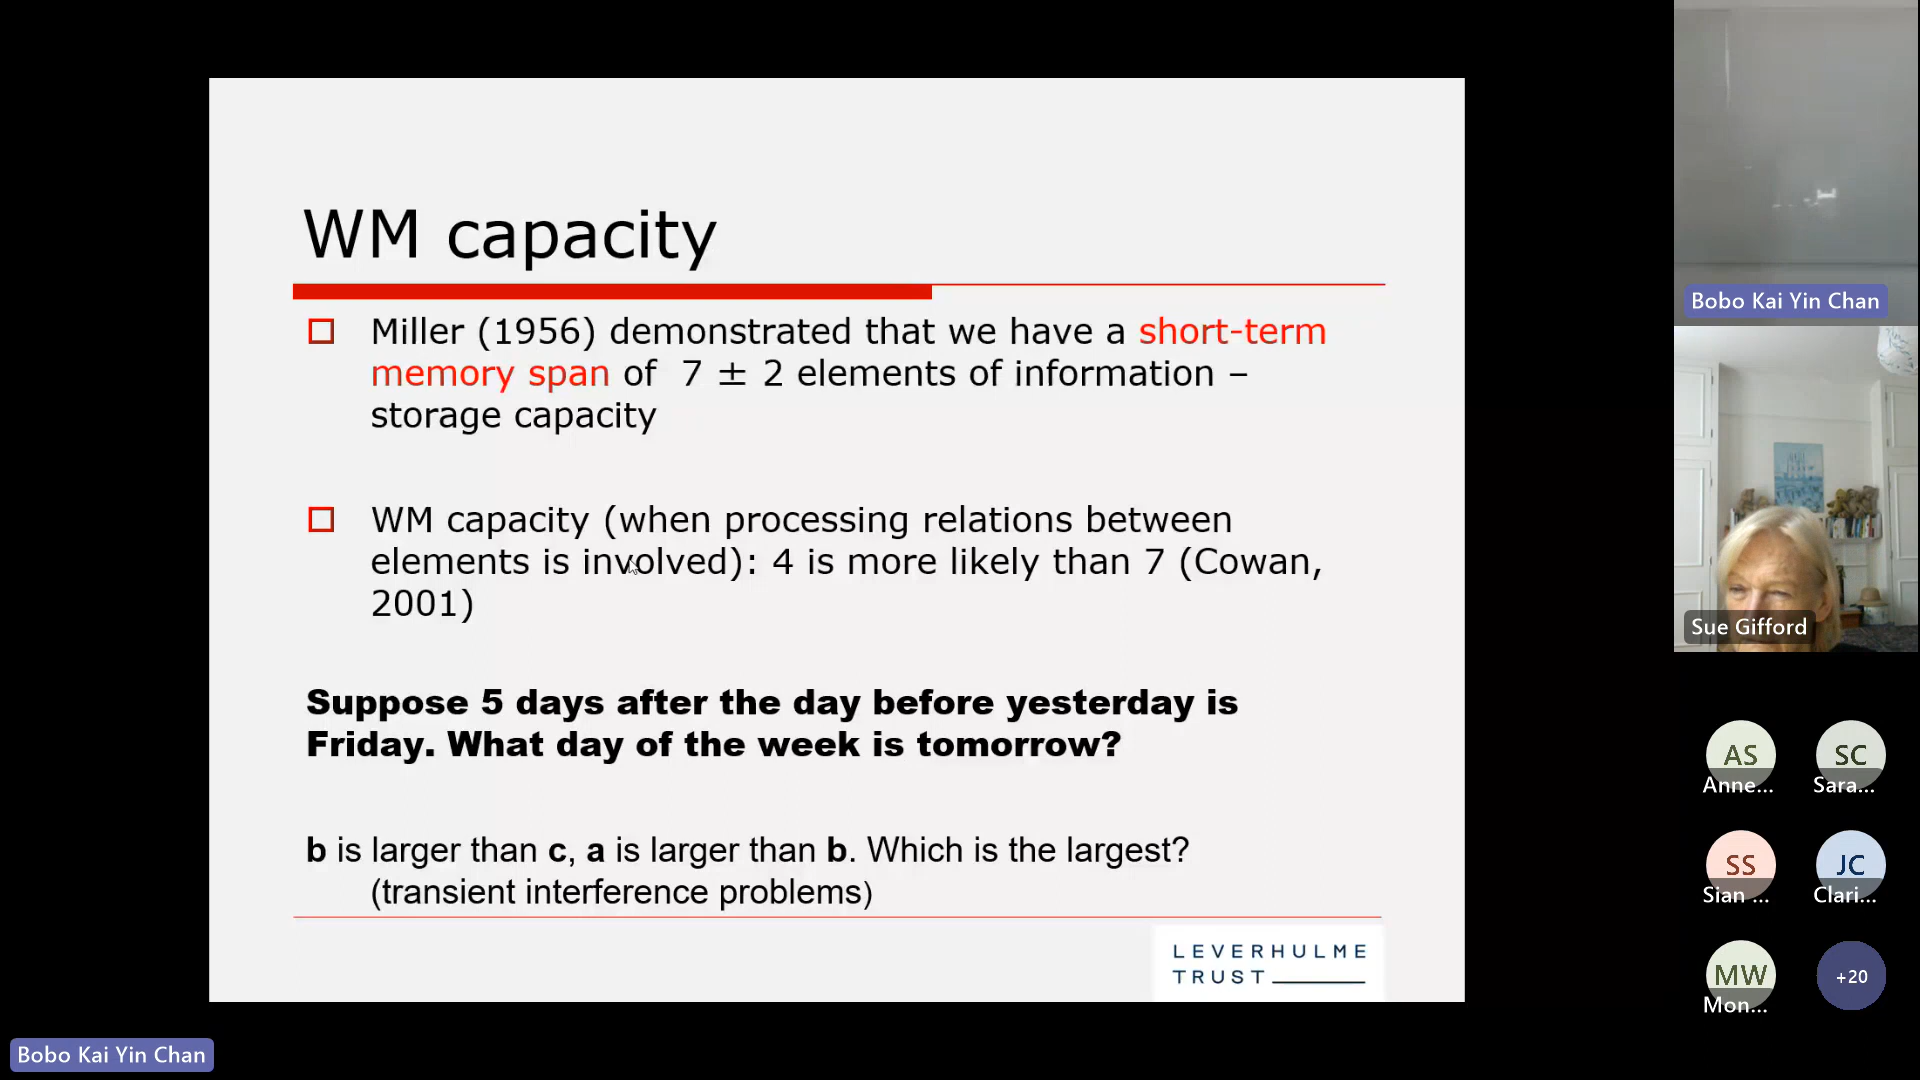 WM capacity
Miller (1956) demonstrated that we have a short-term
memory span of 7 ± 2 elements of information –
storage capacity
WM capacity (when processing relations between
elements is involved): 4 is more likely than 7 (Cowan,
2001)
Suppose 5 days after the day before yesterday is
Friday. What day of the week is tomorrow?
b is larger than c, a is larger than b. Which is the largest?
(transient interference problems)
LEVERHULME
TRUST
Bobo Kai Yin Chan
Sue Gifford
AS
SC
Anne...
Sara...
SS
JC
Sian ...
Clari...
MW
+20
Mon...
Bobo Kai Yin Chan